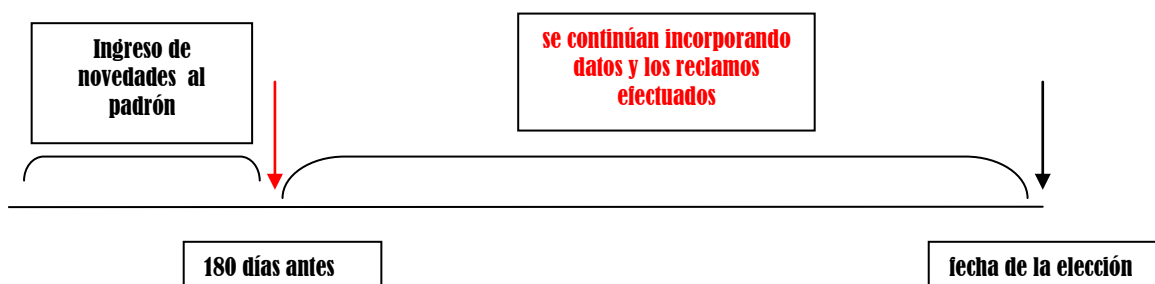 Ingreso de
novedades al
padrón
se continúan incorporando
datos y los reclamos
efectuados
180 días antes
fecha de la elección